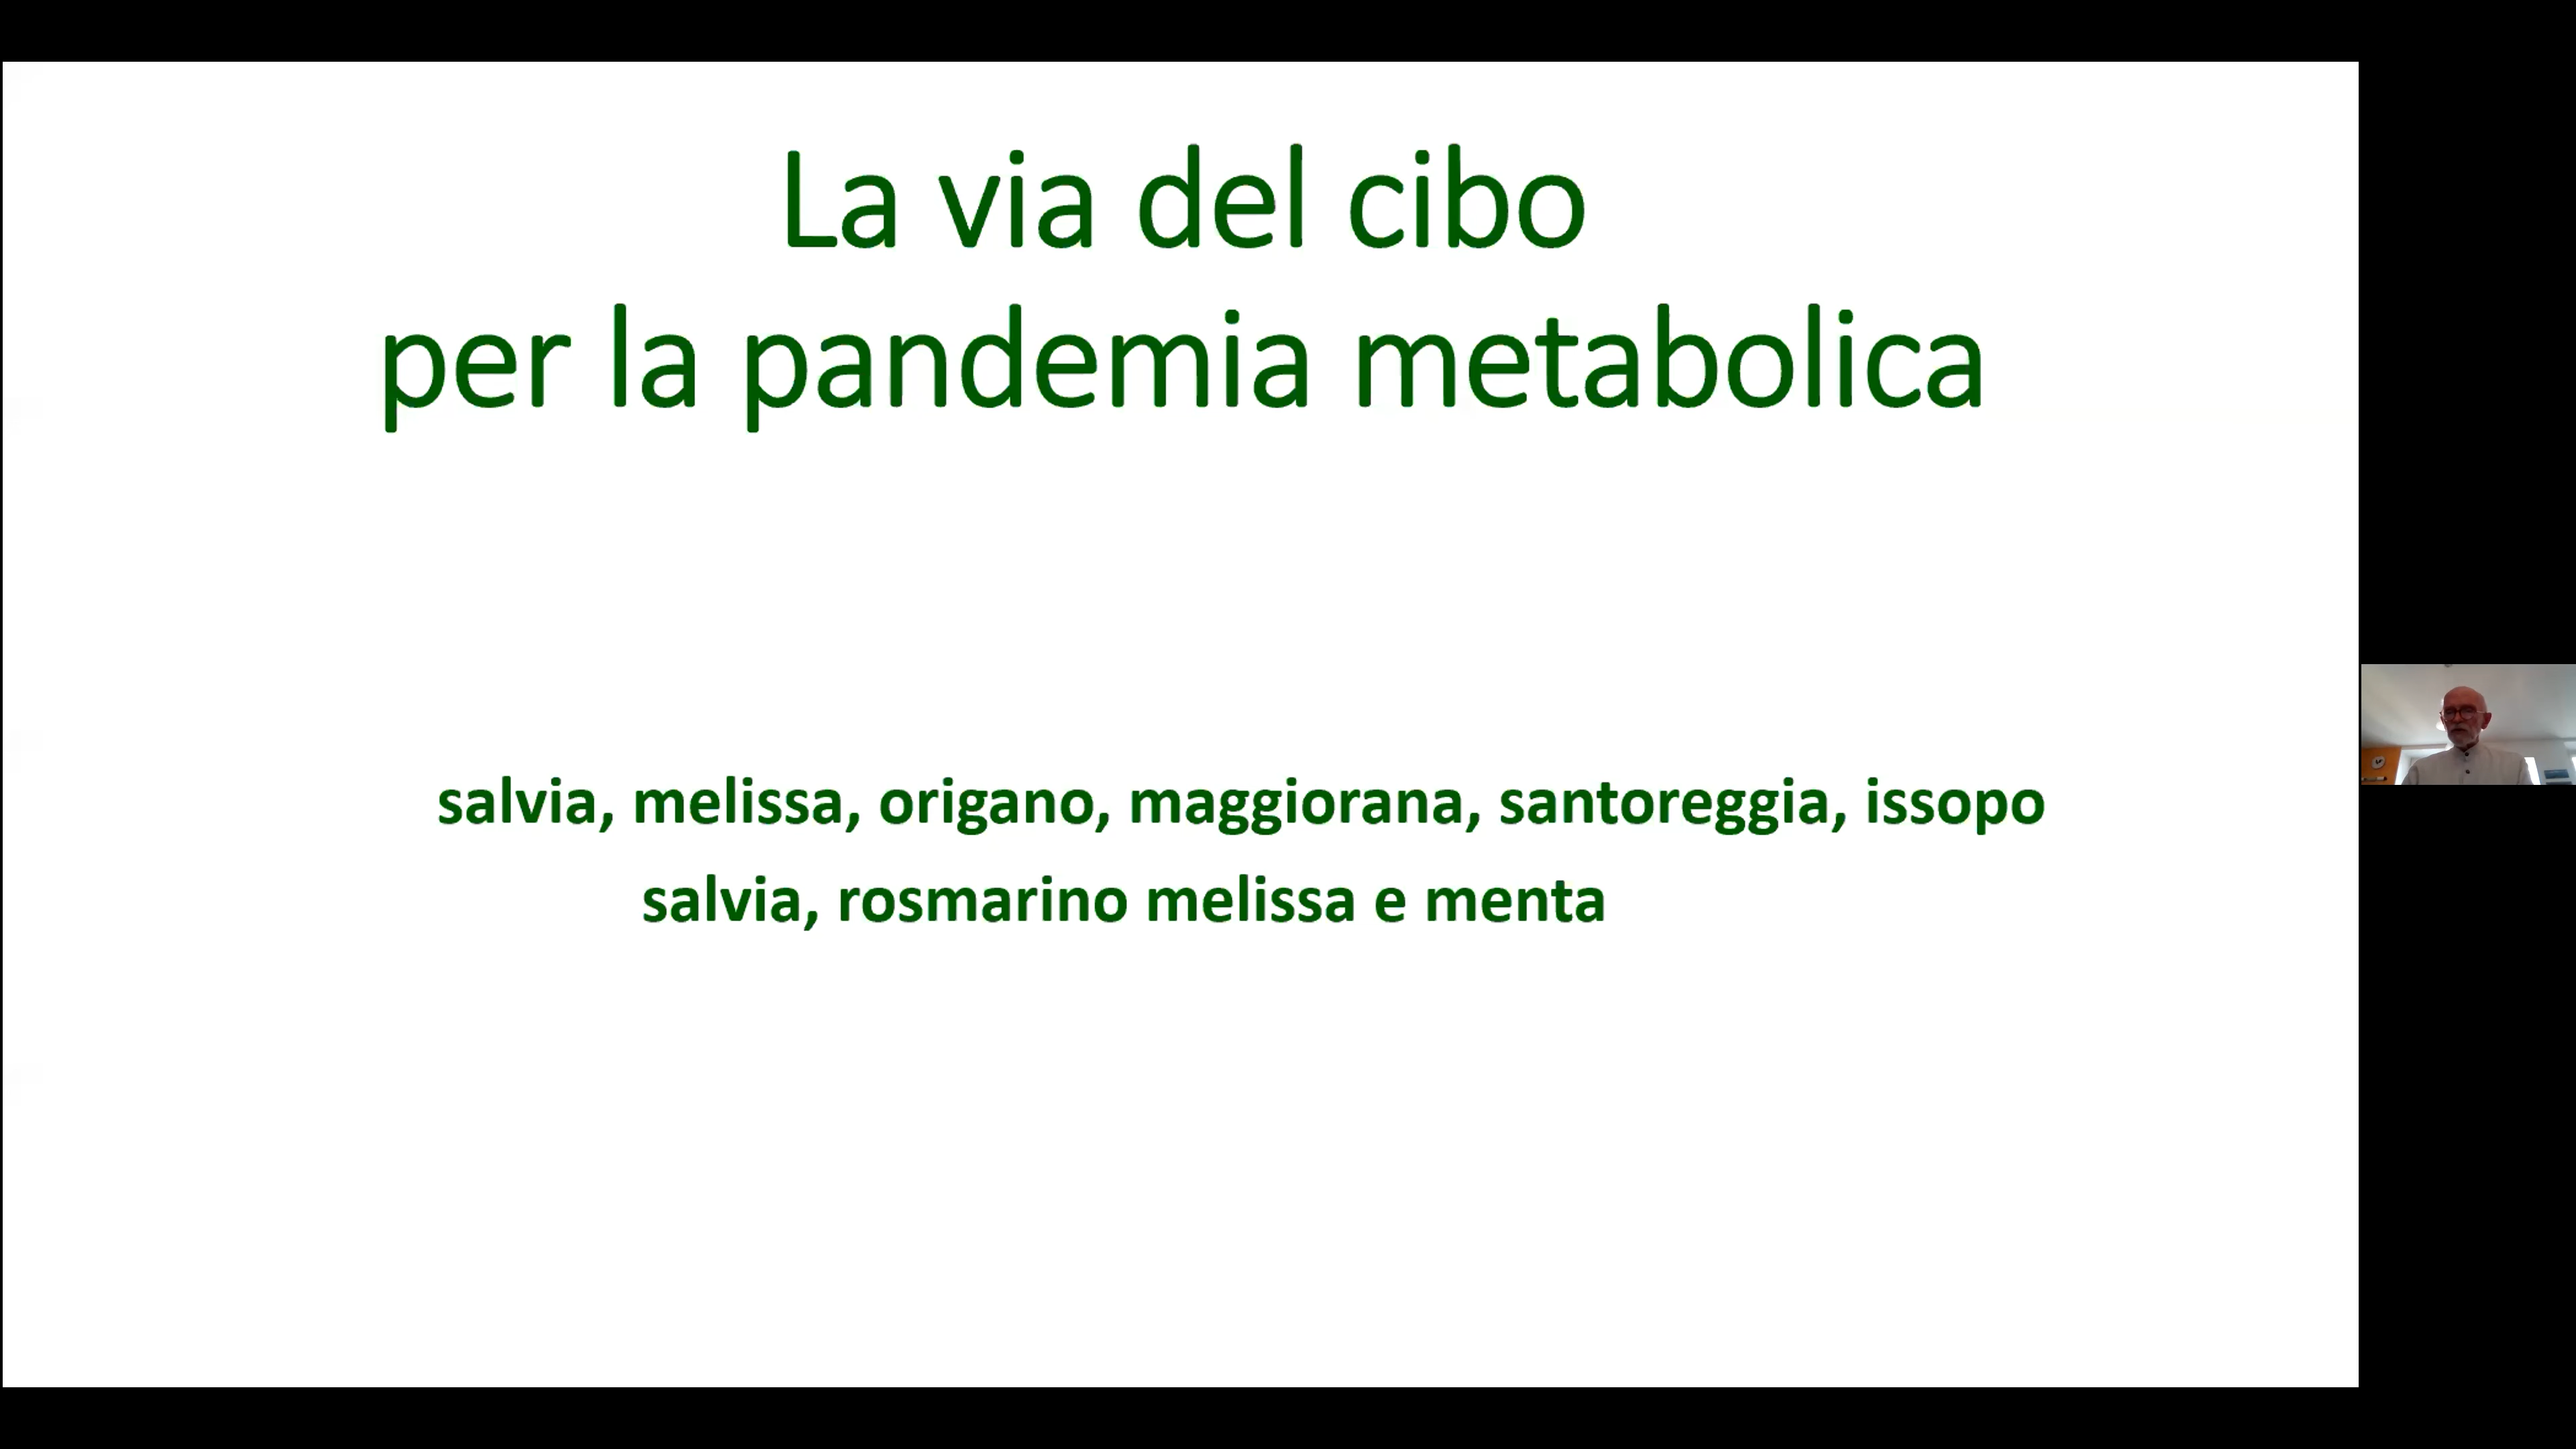 La via del cibo
per la pandemia metabolica
salvia, melissa, origano, maggiorana, santoreggia, issopo
salvia, rosmarino melissa e menta